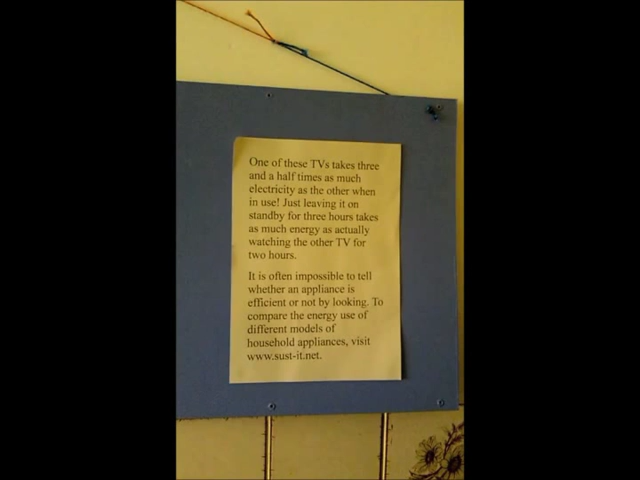 One of these TVs takes three
and a half times as much
electricity as the other when
in use! Just leaving it on
standby for three hours takes
as much energy as actually
watching the other TV for
two hours.
It is often impossible to tell
whether an appliance is
efficient or not by looking. To
compare the energy use of
different models of
household appliances, visit
www.sust-it.net.